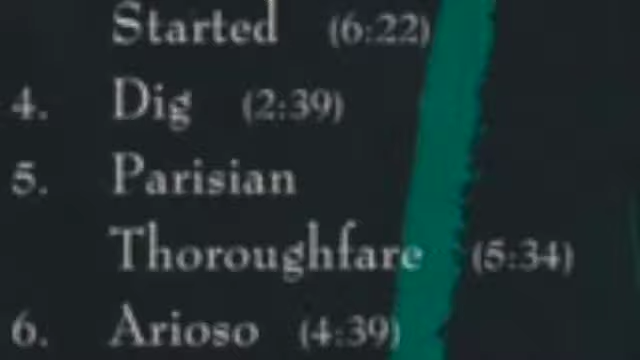 Started (6:22)
4. Dig (2:39)
5. Parisian
Thoroughfare (5:34)
6. Arioso (4:39)